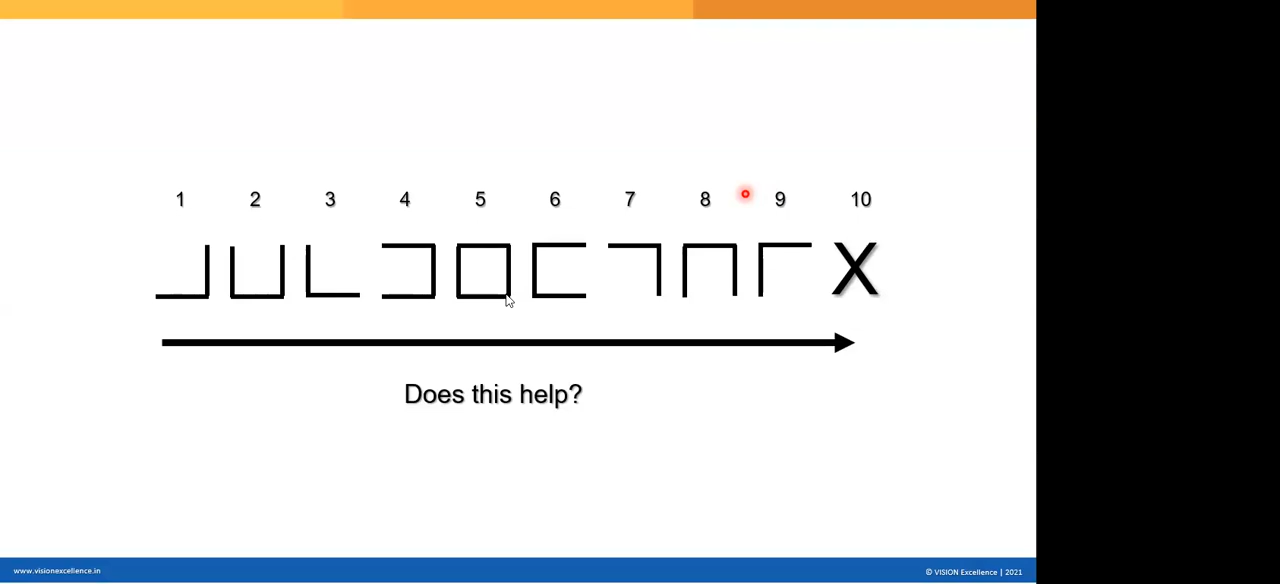 1 2 3 4 5 6 7 8 9 10
X
Does this help?
www.visionexcellence.in
© VISION Excellence | 2021